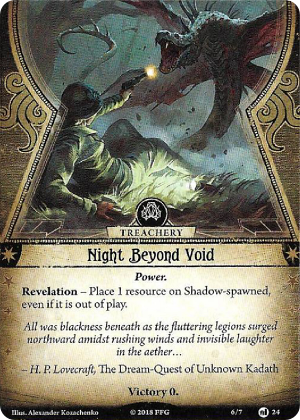 TREACHERY
Night Beyond Void
Power.
Revelation – Place 1 resource on Shadow-spawned,
even if it is out of play.
All was blackness beneath as the fluttering legions surged
northward amidst rushing winds and invisible laughter
in the aether…
– H. P. Lovecraft, The Dream-Quest of Unknown Kadath
Victory 0.
Illus. Alexander Kozachenko
© 2018 FFG
6/7
24